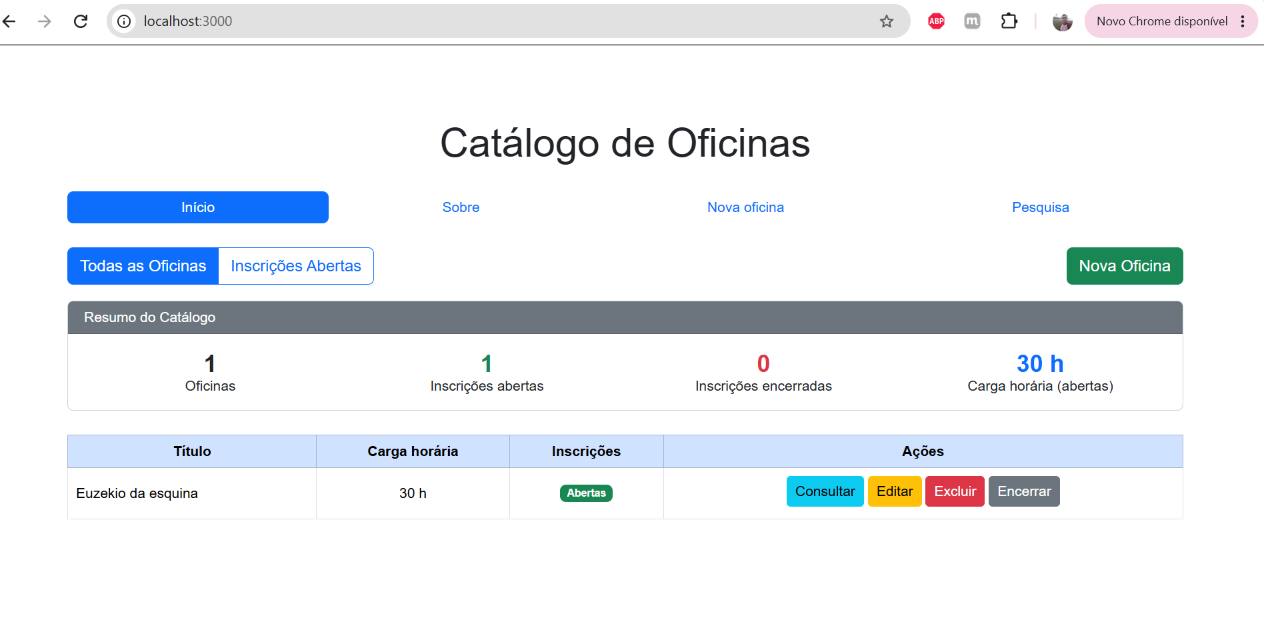 localhost:3000
ABP
m
Novo Chrome disponível
Catálogo de Oficinas
Início Sobre Nova oficina Pesquisa
Todas as Oficinas Inscrições Abertas Nova Oficina
Resumo do Catálogo
1 1 0 30 h
Oficinas Inscrições abertas Inscrições encerradas Carga horária (abertas)
Título Carga horária Inscrições Ações
Euzekio da esquina 30 h Abertas Consultar Editar Excluir Encerrar